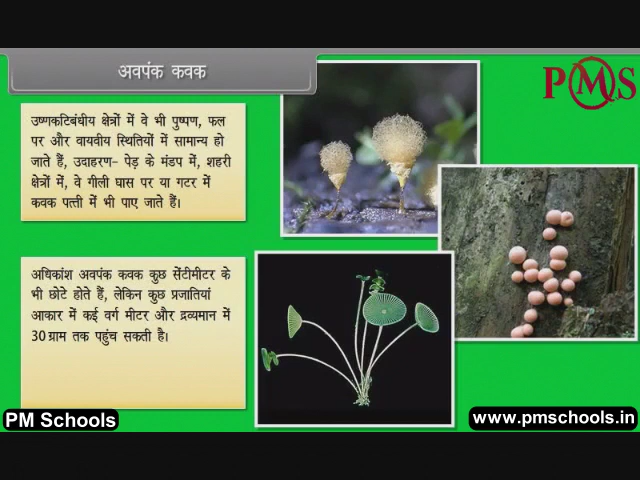 अवपंक कवक
PMS
उष्णकटिबंधीय क्षेत्रों में वे भी पुष्पण, फल
पर और वायवीय स्थितियों में सामान्य हो
जाते हैं, उदाहरण- पेड़ के मंडप में, शहरी
क्षेत्रों में, वे गीली घास पर या गटर में
कवक पत्ती में भी पाए जाते हैं।
अधिकांश अवपंक कवक कुछ सेंटीमीटर के
भी छोटे होते हैं, लेकिन कुछ प्रजातियां
आकार में कई वर्ग मीटर और द्रव्यमान में
30 ग्राम तक पहुंच सकती है।
PM Schools
www.pmschools.in